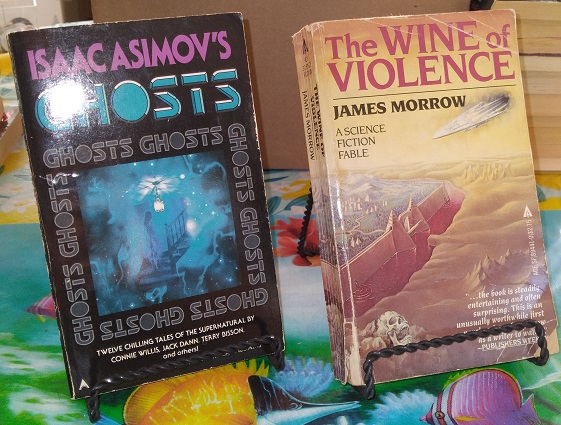 ISAAC ASIMOV'S
GHOSTS
GHOSTS GHOSTS
GHOSTS
GHOSTS
GHOSTS
GHOSTS
GHOSTS GHOSTS
TWELVE CHILLING TALES OF THE SUPERNATURAL BY
CONNIE WILLIS, JACK DANN, TERRY BISSON,
and others!
The WINE of
VIOLENCE
JAMES MORROW
A SCIENCE
FICTION
FABLE
"...the book is steadily
entertaining and often
surprising. This is an
unusually worthwhile first
as a writer to
—PUBLISHERS
JAMES MORROW